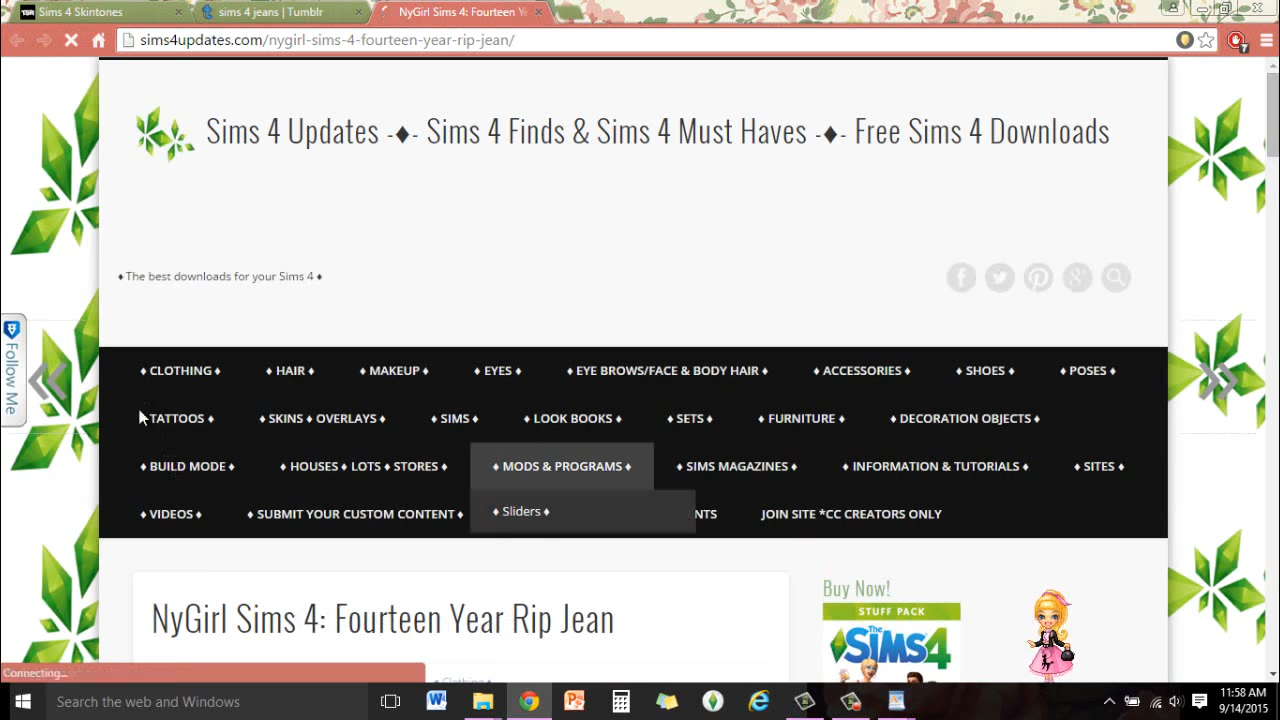 TSR Sims 4 Skintones
sims 4 jeans | Tumblr
NyGirl Sims 4: Fourteen Y
sims4updates.com/nygirl-sims-4-fourteen-year-rip-jean/
7
Sims 4 Updates -♦- Sims 4 Finds & Sims 4 Must Haves -♦- Free Sims 4 Downloads
♦ The best downloads for your Sims 4 ♦
Follow Me
♦ CLOTHING ♦ ♦ HAIR ♦ ♦ MAKEUP ♦ ♦ EYES ♦ ♦ EYE BROWS/FACE & BODY HAIR ♦ ♦ ACCESSORIES ♦ ♦ SHOES ♦ ♦ POSES ♦
♦ TATTOOS ♦ ♦ SKINS ♦ OVERLAYS ♦ ♦ SIMS ♦ ♦ LOOK BOOKS ♦ ♦ SETS ♦ ♦ FURNITURE ♦ ♦ DECORATION OBJECTS ♦
♦ BUILD MODE ♦ ♦ HOUSES ♦ LOTS ♦ STORES ♦ ♦ MODS & PROGRAMS ♦ ♦ SIMS MAGAZINES ♦ ♦ INFORMATION & TUTORIALS ♦ ♦ SITES ♦
♦ VIDEOS ♦ ♦ SUBMIT YOUR CUSTOM CONTENT ♦ ♦ Sliders ♦ NTS JOIN SITE *CC CREATORS ONLY
NyGirl Sims 4: Fourteen Year Rip Jean
Buy Now!
STUFF PACK
The SIMS 4
Connecting...
♦ Clothing ♦
Search the web and Windows
11:58 AM
9/14/2015